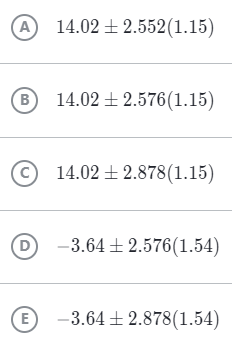 A 14.02 ± 2.552(1.15)
B 14.02 ± 2.576(1.15)
C 14.02 ± 2.878(1.15)
D −3.64 ± 2.576(1.54)
E −3.64 ± 2.878(1.54)